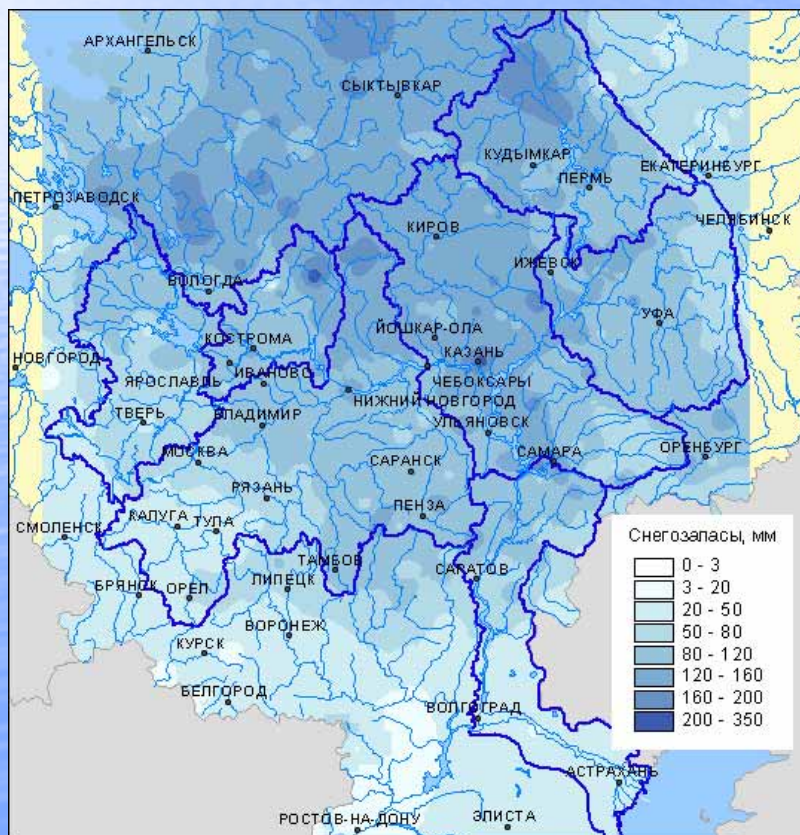 АРХАНГЕЛЬСК
СЫКТЫВКАР
КУДЫМКАР
ЕКАТЕРИНБУРГ
ПЕРМЬ
ПЕТРОЗАВОДСК
ЧЕЛЯБИНСК
КИРОВ
ИЖЕВСК
ВОЛОГДА
УФА
ЙОШКАР-ОЛА
КОСТРОМА
КАЗАНЬ
НОВГОРОД
ЯРОСЛАВЛЬ
ИВАНОВО
ЧЕБОКСАРЫ
НИЖНИЙ НОВГОРОД
ТВЕРЬ
ВЛАДИМИР
УЛЬЯНОВСК
ОРЕНБУРГ
МОСКВА
САМАРА
САРАНСК
РЯЗАНЬ
ПЕНЗА
КАЛУГА
ТУЛА
СМОЛЕНСК
ТАМБОВ
САРАТОВ
БРЯНСК
ОРЕЛ
ЛИПЕЦК
ВОРОНЕЖ
КУРСК
БЕЛГОРОД
ВОЛГОГРАД
АСТРАХАНЬ
РОСТОВ-НА-ДОНУ
ЭЛИСТА
Снегозапасы, мм
0 - 3
3 - 20
20 - 50
50 - 80
80 - 120
120 - 160
160 - 200
200 - 350